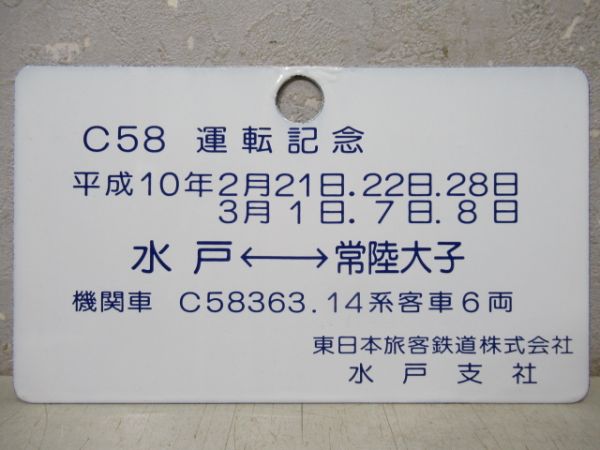 C58 運転記念
平成10年2月21日.22日.28日
3月1日.7日.8日
水戸⟷常陸大子
機関車 C58363.14系客車6両
東日本旅客鉄道株式会社
水戸支社